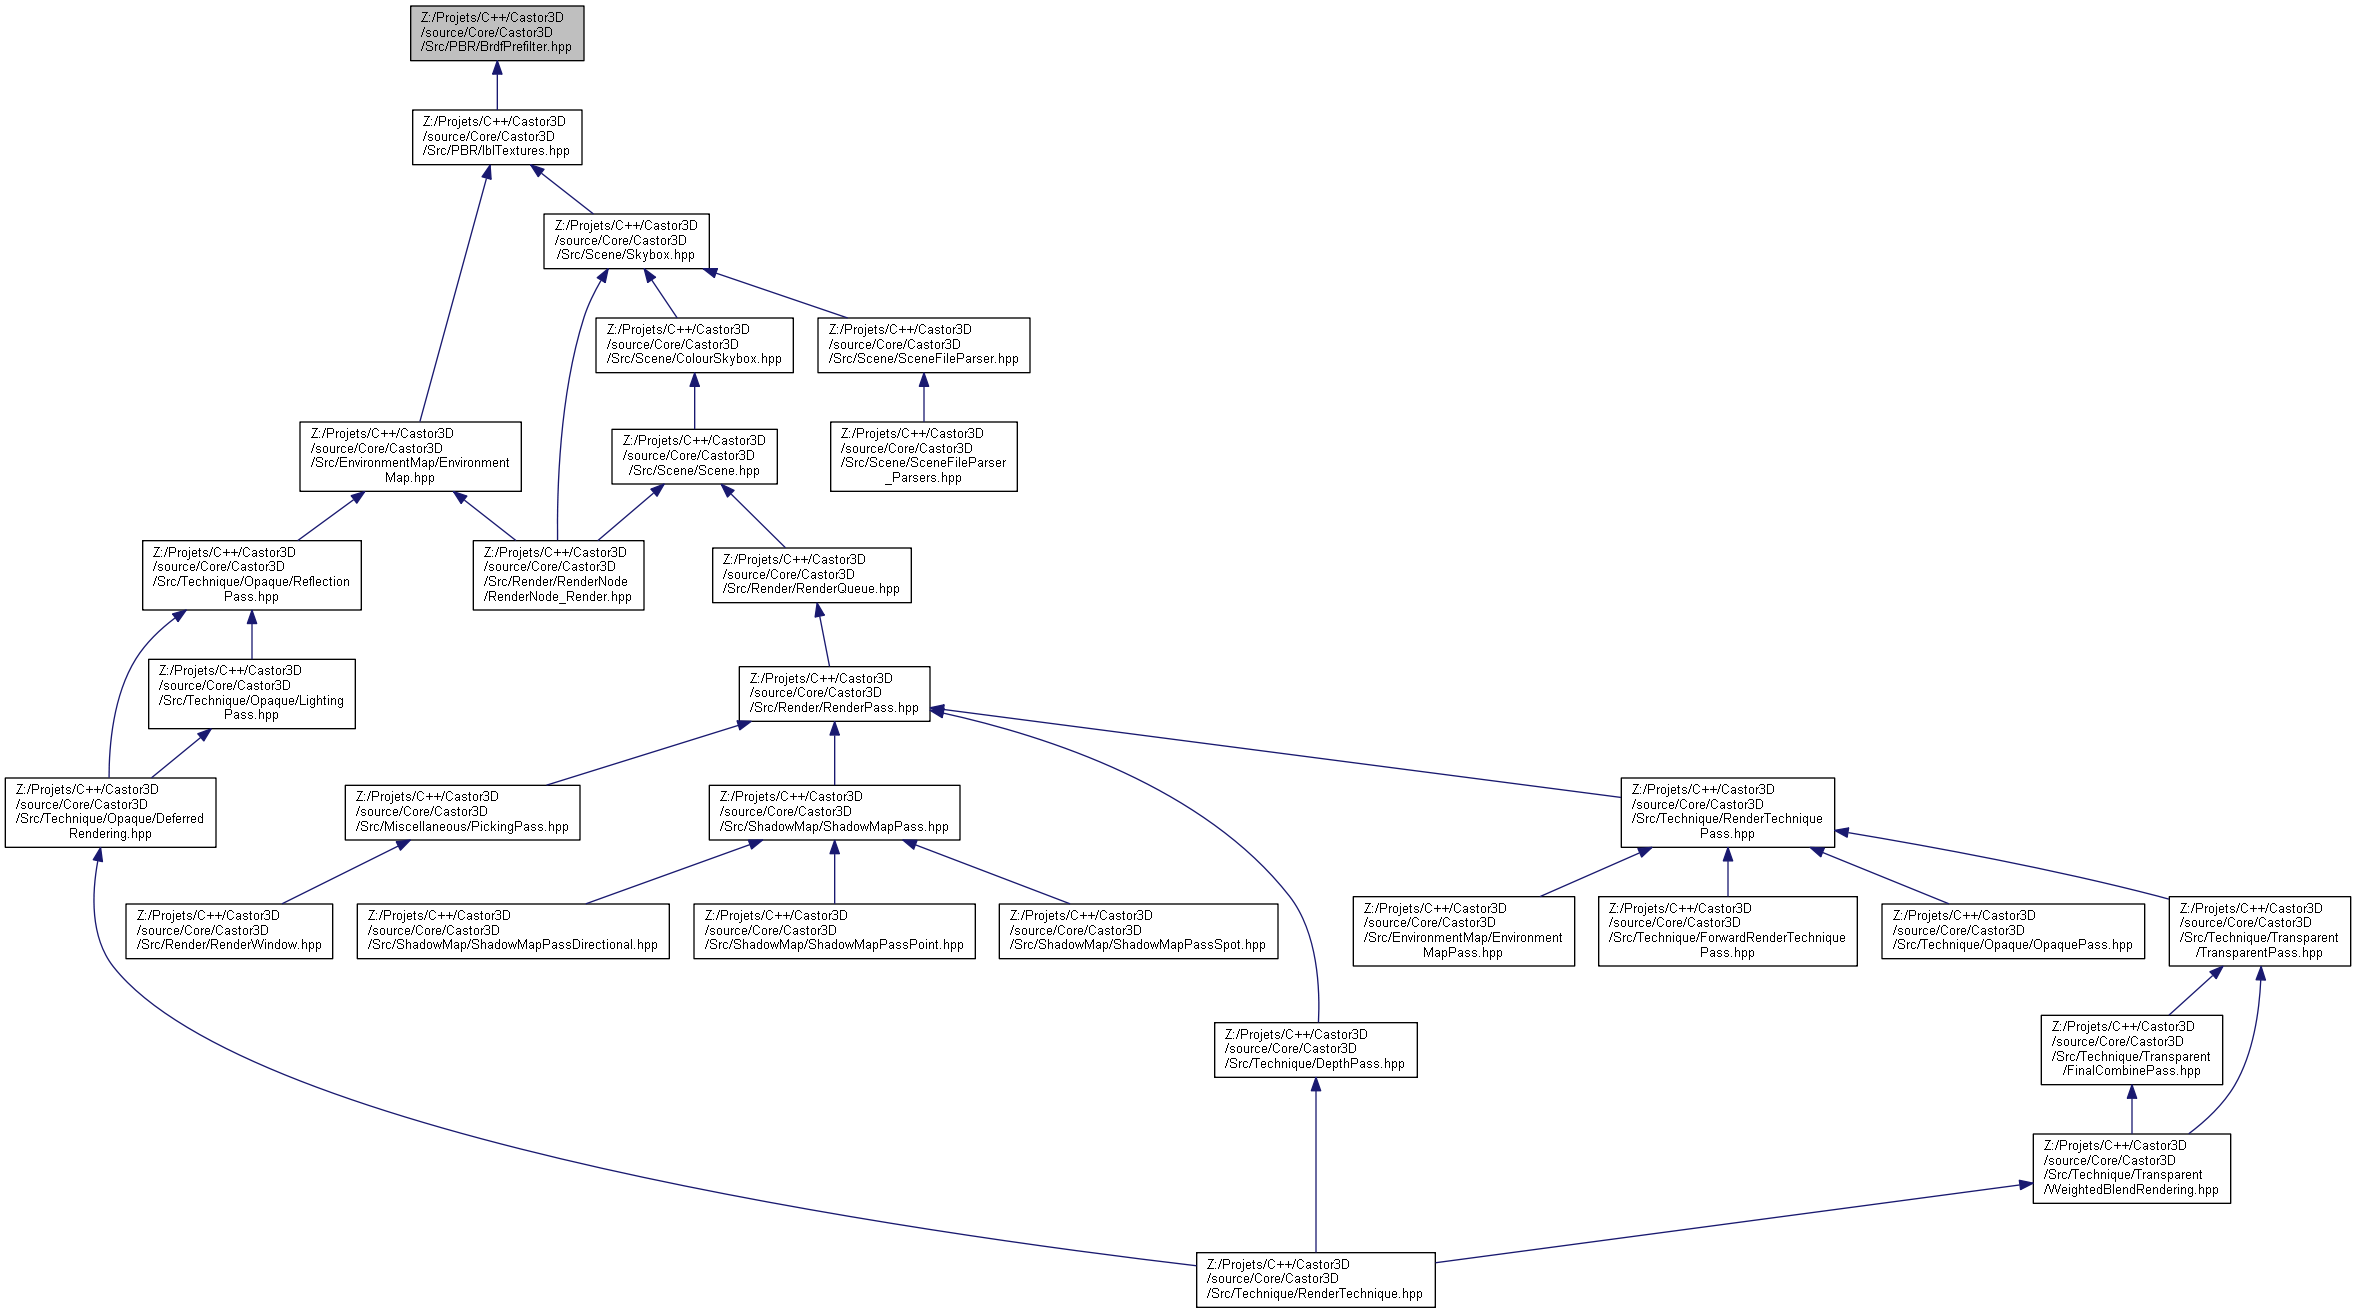 Z:/Projets/C++/Castor3D
/source/Core/Castor3D
/Src/PBR/BrdfPrefilter.hpp
Z:/Projets/C++/Castor3D
/source/Core/Castor3D
/Src/PBR/IblTextures.hpp
Z:/Projets/C++/Castor3D
/source/Core/Castor3D
/Src/Scene/Skybox.hpp
Z:/Projets/C++/Castor3D
/source/Core/Castor3D
/Src/Scene/ColourSkybox.hpp
Z:/Projets/C++/Castor3D
/source/Core/Castor3D
/Src/Scene/SceneFileParser.hpp
Z:/Projets/C++/Castor3D
/source/Core/Castor3D
/Src/EnvironmentMap/Environment
Map.hpp
Z:/Projets/C++/Castor3D
/source/Core/Castor3D
/Src/Scene/Scene.hpp
Z:/Projets/C++/Castor3D
/source/Core/Castor3D
/Src/Scene/SceneFileParser
_Parsers.hpp
Z:/Projets/C++/Castor3D
/source/Core/Castor3D
/Src/Technique/Opaque/Reflection
Pass.hpp
Z:/Projets/C++/Castor3D
/source/Core/Castor3D
/Src/Render/RenderNode
/RenderNode_Render.hpp
Z:/Projets/C++/Castor3D
/source/Core/Castor3D
/Src/Render/RenderQueue.hpp
Z:/Projets/C++/Castor3D
/source/Core/Castor3D
/Src/Technique/Opaque/Lighting
Pass.hpp
Z:/Projets/C++/Castor3D
/source/Core/Castor3D
/Src/Render/RenderPass.hpp
Z:/Projets/C++/Castor3D
/source/Core/Castor3D
/Src/Technique/Opaque/Deferred
Rendering.hpp
Z:/Projets/C++/Castor3D
/source/Core/Castor3D
/Src/Miscellaneous/PickingPass.hpp
Z:/Projets/C++/Castor3D
/source/Core/Castor3D
/Src/ShadowMap/ShadowMapPass.hpp
Z:/Projets/C++/Castor3D
/source/Core/Castor3D
/Src/Technique/RenderTechnique
Pass.hpp
Z:/Projets/C++/Castor3D
/source/Core/Castor3D
/Src/Render/RenderWindow.hpp
Z:/Projets/C++/Castor3D
/source/Core/Castor3D
/Src/ShadowMap/ShadowMapPassDirectional.hpp
Z:/Projets/C++/Castor3D
/source/Core/Castor3D
/Src/ShadowMap/ShadowMapPassPoint.hpp
Z:/Projets/C++/Castor3D
/source/Core/Castor3D
/Src/ShadowMap/ShadowMapPassSpot.hpp
Z:/Projets/C++/Castor3D
/source/Core/Castor3D
/Src/EnvironmentMap/Environment
MapPass.hpp
Z:/Projets/C++/Castor3D
/source/Core/Castor3D
/Src/Technique/ForwardRenderTechnique
Pass.hpp
Z:/Projets/C++/Castor3D
/source/Core/Castor3D
/Src/Technique/Opaque/OpaquePass.hpp
Z:/Projets/C++/Castor3D
/source/Core/Castor3D
/Src/Technique/Transparent
/TransparentPass.hpp
Z:/Projets/C++/Castor3D
/source/Core/Castor3D
/Src/Technique/DepthPass.hpp
Z:/Projets/C++/Castor3D
/source/Core/Castor3D
/Src/Technique/Transparent
/FinalCombinePass.hpp
Z:/Projets/C++/Castor3D
/source/Core/Castor3D
/Src/Technique/Transparent
/WeightedBlendRendering.hpp
Z:/Projets/C++/Castor3D
/source/Core/Castor3D
/Src/Technique/RenderTechnique.hpp